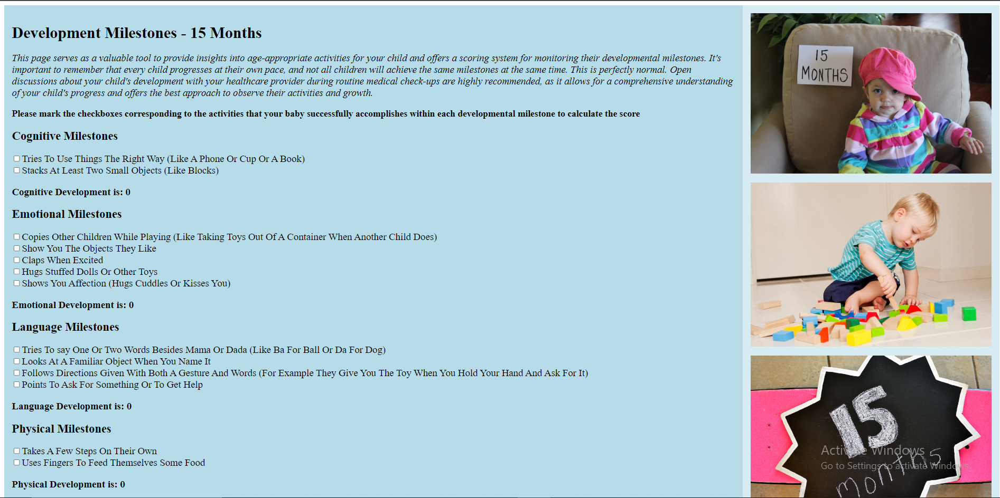 Development Milestones - 15 Months
This page serves as a valuable tool to provide insights into age-appropriate activities for your child and offers a scoring system for monitoring their developmental milestones. It's
important to remember that every child progresses at their own pace, and not all children will achieve the same milestones at the same time. This is perfectly normal. Open
discussions about your child's development with your healthcare provider during routine medical check-ups are highly recommended, as it allows for a comprehensive understanding
of your child's progress and offers the best approach to observe their activities and growth.
Please mark the checkboxes corresponding to the activities that your baby successfully accomplishes within each developmental milestone to calculate the score
Cognitive Milestones
Tries To Use Things The Right Way (Like A Phone Or Cup Or A Book)
Stacks At Least Two Small Objects (Like Blocks)
Cognitive Development is: 0
Emotional Milestones
Copies Other Children While Playing (Like Taking Toys Out Of A Container When Another Child Does)
Show You The Objects They Like
Claps When Excited
Hugs Stuffed Dolls Or Other Toys
Shows You Affection (Hugs Cuddles Or Kisses You)
Emotional Development is: 0
Language Milestones
Tries To say One Or Two Words Besides Mama Or Dada (Like Ba For Ball Or Da For Dog)
Looks At A Familiar Object When You Name It
Follows Directions Given With Both A Gesture And Words (For Example They Give You The Toy When You Hold Your Hand And Ask For It)
Points To Ask For Something Or To Get Help
Language Development is: 0
Physical Milestones
Takes A Few Steps On Their Own
Uses Fingers To Feed Themselves Some Food
Physical Development is: 0
15
MONTHS
15
months
Activate Windows
Go to Settings to activate Windows.